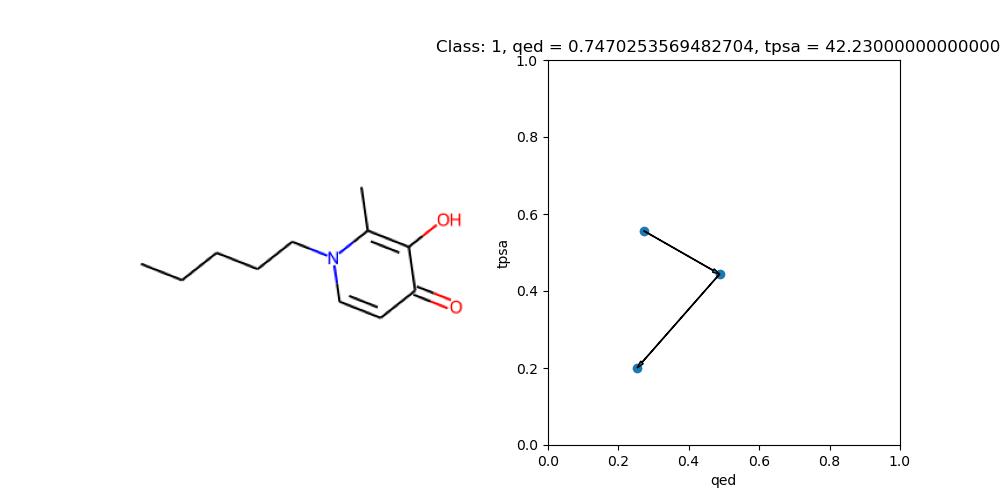 Class: 1, qed = 0.7470253569482704, tpsa = 42.23000000000000
1.0
0.8
0.6
0.4
0.2
0.0
tpsa
0.0 0.2 0.4 0.6 0.8 1.0
qed
OH
N
O